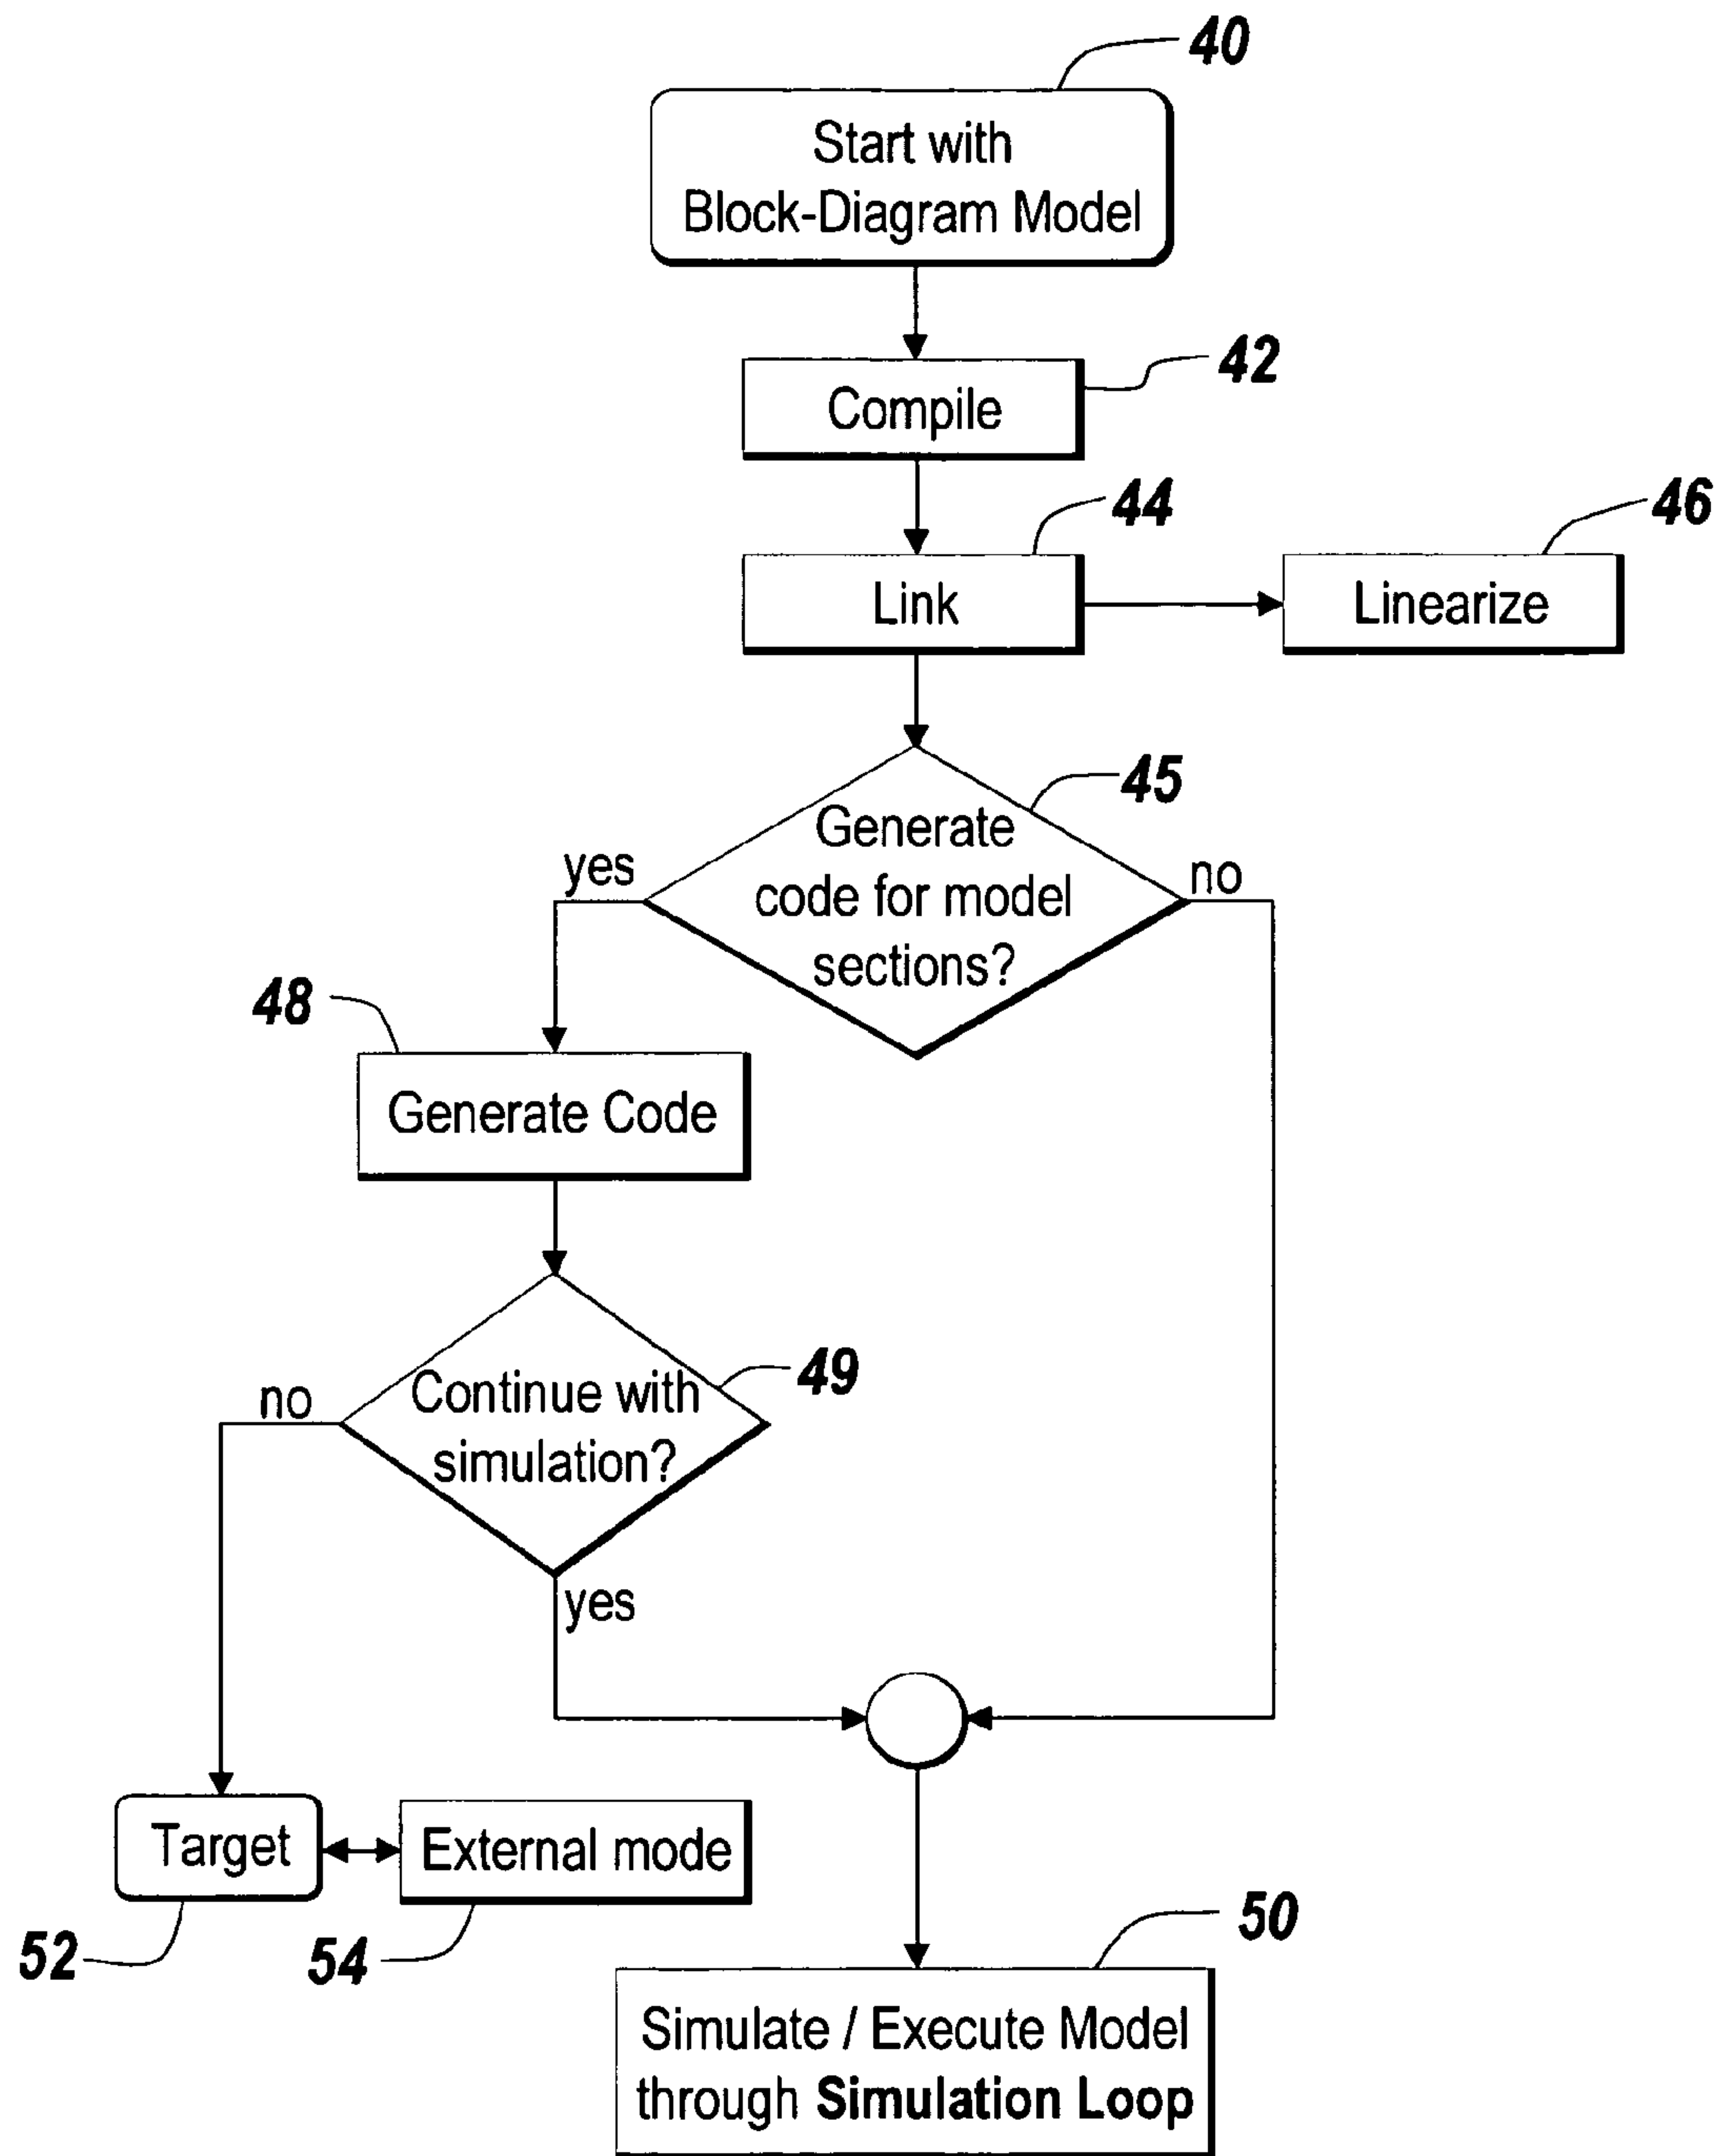 40
Start with
Block-Diagram Model
42
Compile
44
46
Link
Linearize
45
Generate
code for model
sections?
yes
no
48
Generate Code
49
Continue with
simulation?
no
yes
Target
External mode
52
54
50
Simulate / Execute Model
through Simulation Loop